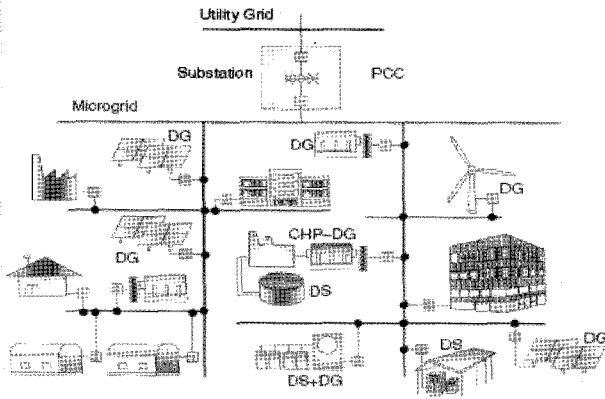 Utility Grid
Substation
PCC
Microgrid
DG
DG
DG
DG
CHP-DG
DS
DS+DG
DS
DG